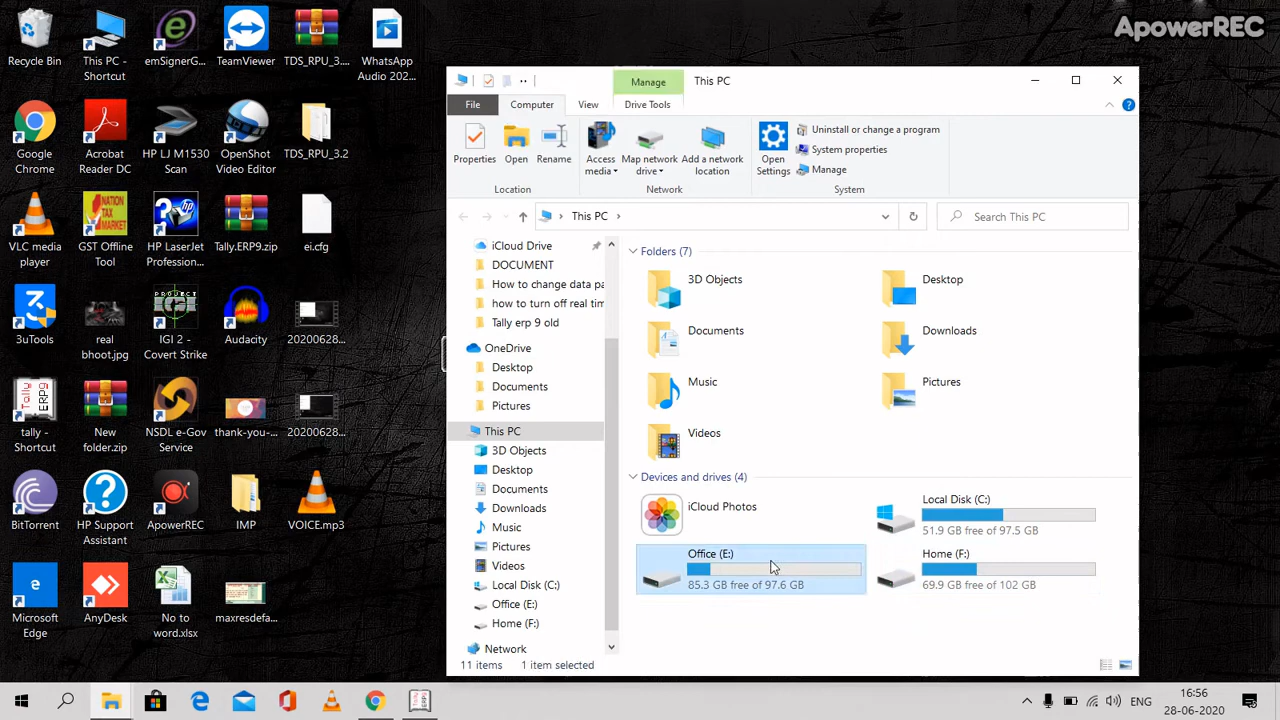 ApowerREC
Recycle Bin
This PC - Shortcut
emSignerG...
TeamViewer
TDS_RPU_3....
WhatsApp Audio 202...
Google Chrome
Acrobat Reader DC
HP LJ M1530 Scan
OpenShot Video Editor
TDS_RPU_3.2
VLC media player
GST Offline Tool
HP LaserJet Profession...
Tally.ERP9.zip
ei.cfg
3uTools
real bhoot.jpg
IGI 2 - Covert Strike
Audacity
20200628...
tally - Shortcut
New folder.zip
NSDL e-Gov Service
thank-you-...
20200628...
BitTorrent
HP Support Assistant
ApowerREC
IMP
VOICE.mp3
Microsoft Edge
AnyDesk
No to word.xlsx
maxresdefa...
Manage
This PC
File
Computer
View
Drive Tools
Properties
Open
Rename
Access media
Map network drive
Add a network location
Open Settings
Uninstall or change a program
System properties
Manage
Location
Network
System
This PC
Search This PC
iCloud Drive
DOCUMENT
How to change data pa
how to turn off real tim
Tally erp 9 old
OneDrive
Desktop
Documents
Pictures
This PC
3D Objects
Desktop
Documents
Downloads
Music
Pictures
Videos
Local Disk (C:)
Office (E:)
Home (F:)
Network
Folders (7)
3D Objects
Desktop
Documents
Downloads
Music
Pictures
Videos
Devices and drives (4)
iCloud Photos
Local Disk (C:)
51.9 GB free of 97.5 GB
Office (E:)
85.3 GB free of 97.6 GB
Home (F:)
69.9 GB free of 102 GB
11 items
1 item selected
ENG
16:56
28-06-2020